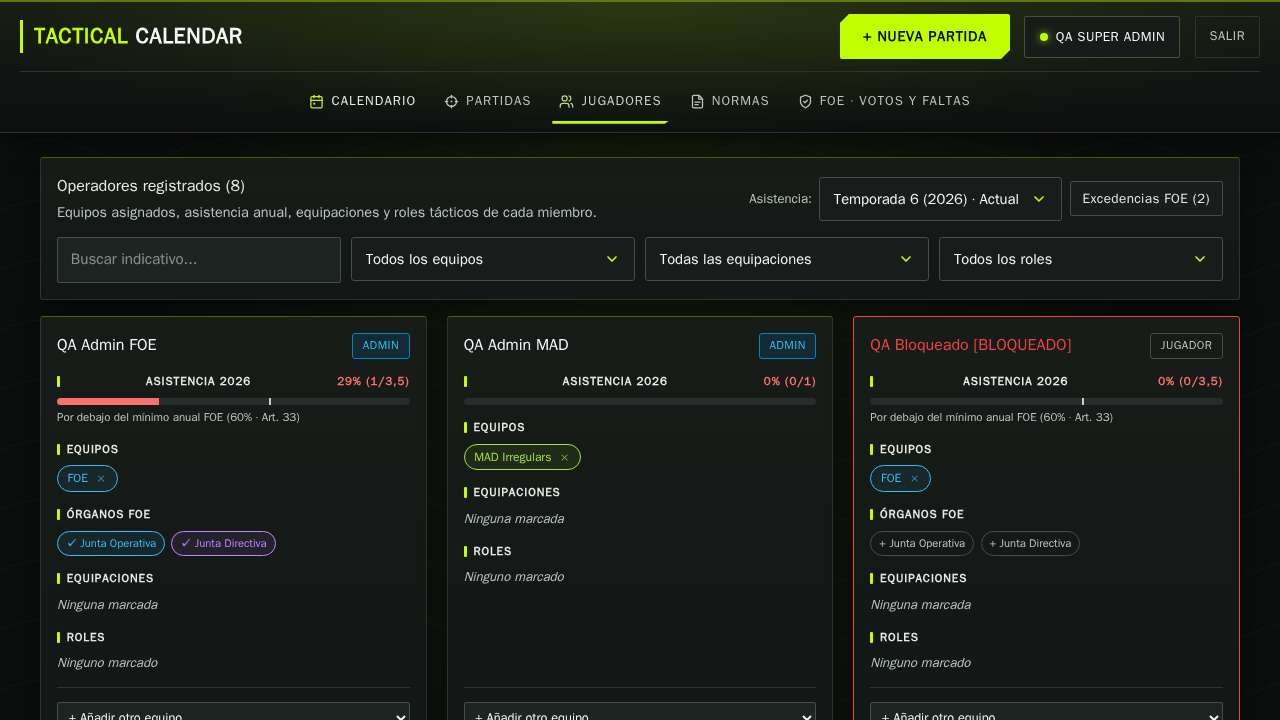 TACTICAL CALENDAR
+ NUEVA PARTIDA
QA SUPER ADMIN
SALIR
CALENDARIO
PARTIDAS
JUGADORES
NORMAS
FOE · VOTOS Y FALTAS
Operadores registrados (8)
Equipos asignados, asistencia anual, equipaciones y roles tácticos de cada miembro.
Asistencia:
Temporada 6 (2026) · Actual
Excedencias FOE (2)
Buscar indicativo...
Todos los equipos
Todas las equipaciones
Todos los roles
QA Admin FOE
ADMIN
ASISTENCIA 2026
29% (1/3,5)
Por debajo del mínimo anual FOE (60% · Art. 33)
EQUIPOS
FOE ×
ÓRGANOS FOE
✓ Junta Operativa
✓ Junta Directiva
EQUIPACIONES
Ninguna marcada
ROLES
Ninguno marcado
+ Añadir otro equipo
QA Admin MAD
ADMIN
ASISTENCIA 2026
0% (0/1)
EQUIPOS
MAD Irregulars ×
EQUIPACIONES
Ninguna marcada
ROLES
Ninguno marcado
+ Añadir otro equipo
QA Bloqueado [BLOQUEADO]
JUGADOR
ASISTENCIA 2026
0% (0/3,5)
Por debajo del mínimo anual FOE (60% · Art. 33)
EQUIPOS
FOE ×
ÓRGANOS FOE
+ Junta Operativa
+ Junta Directiva
EQUIPACIONES
Ninguna marcada
ROLES
Ninguno marcado
+ Añadir otro equipo